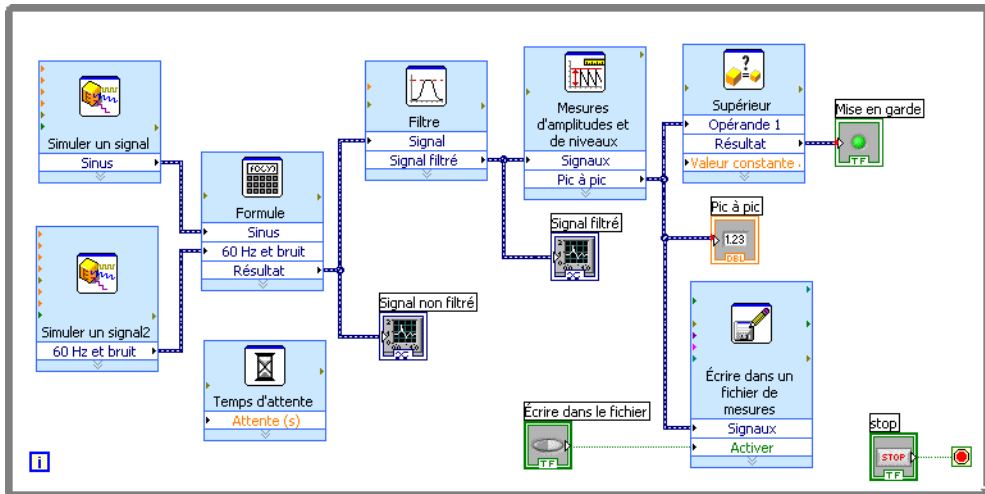 Simuler un signal
Sinus
Simuler un signal2
60 Hz et bruit
f(x,y)
Formule
Sinus
60 Hz et bruit
Résultat
Temps d'attente
Attente (s)
Filtre
Signal
Signal filtré
Signal non filtré
Mesures
d'amplitudes et
de niveaux
Signaux
Pic à pic
Signal filtré
?
Supérieur
Opérande 1
Résultat
Valeur constante
Mise en garde
TF
Pic à pic
1.23
DBL
Écrire dans un
fichier de
mesures
Signaux
Activer
Écrire dans le fichier
TF
stop
STOP
TF
i